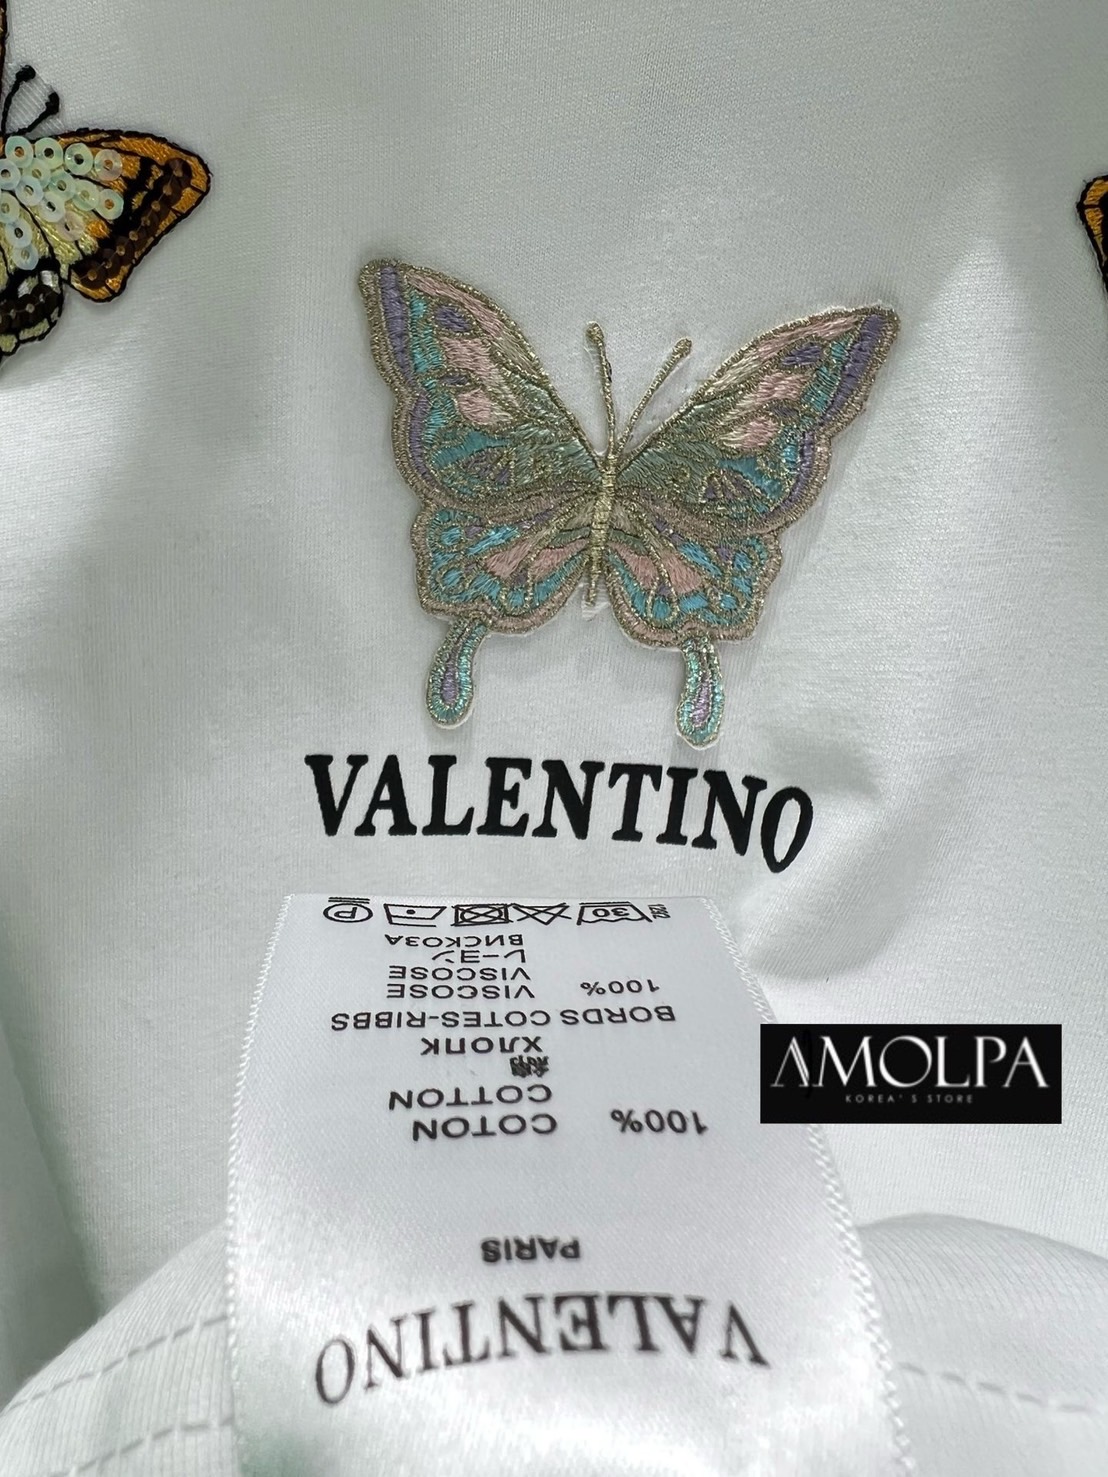 VALENTINO
VALENTINO
PARIS
100% COTON
COTTON
ХЛОПК
BORDS COTES-RIBBS
100% VISCOSE
VISCOSE
レーヨン
ВИСКОЗА
30 P
AMOLPA
KOREA'S STORE